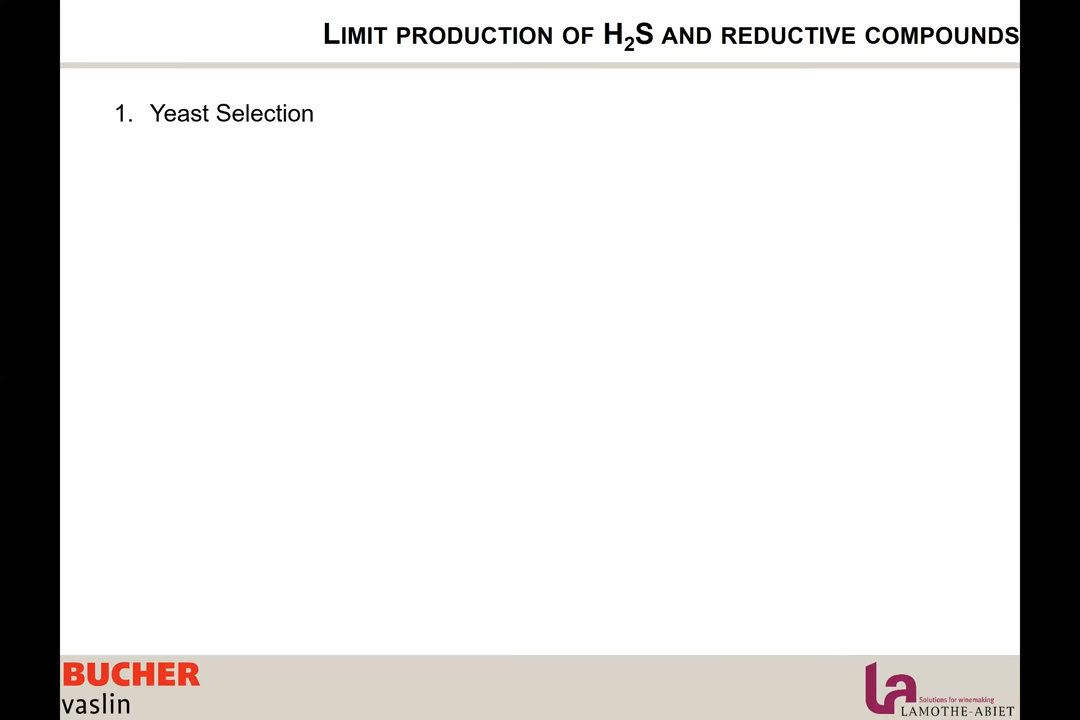 LIMIT PRODUCTION OF H₂S AND REDUCTIVE COMPOUNDS
1. Yeast Selection
BUCHER
vaslin
la
Solutions for winemaking
LAMOTHE-ABIET